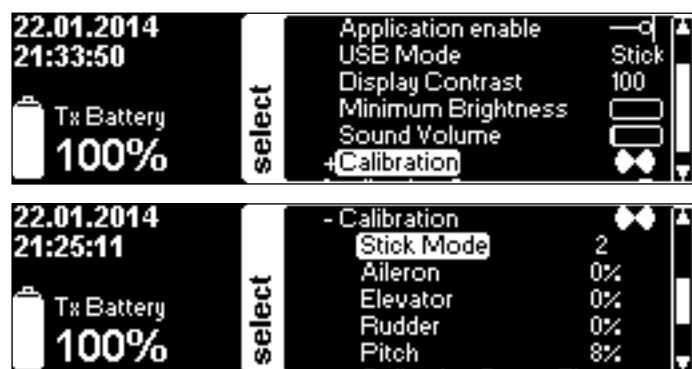 22.01.2014
21:33:50
Tx Battery
100%
select
Application enable
USB Mode Stick
Display Contrast 100
Minimum Brightness
Sound Volume
+Calibration
22.01.2014
21:25:11
Tx Battery
100%
select
- Calibration
Stick Mode 2
Aileron 0%
Elevator 0%
Rudder 0%
Pitch 8%